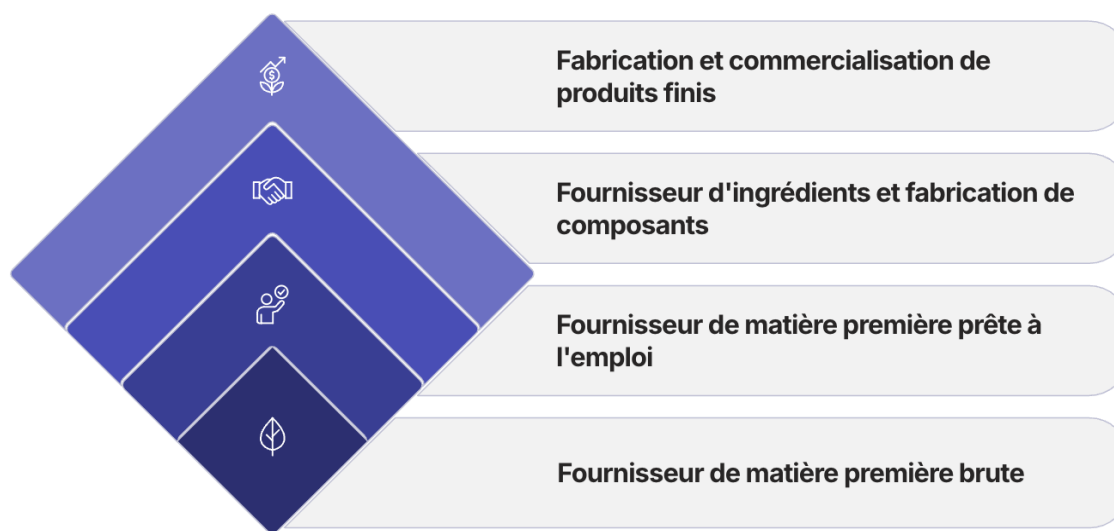 Fabrication et commercialisation de
produits finis
Fournisseur d'ingrédients et fabrication de
composants
Fournisseur de matière première prête à
l'emploi
Fournisseur de matière première brute